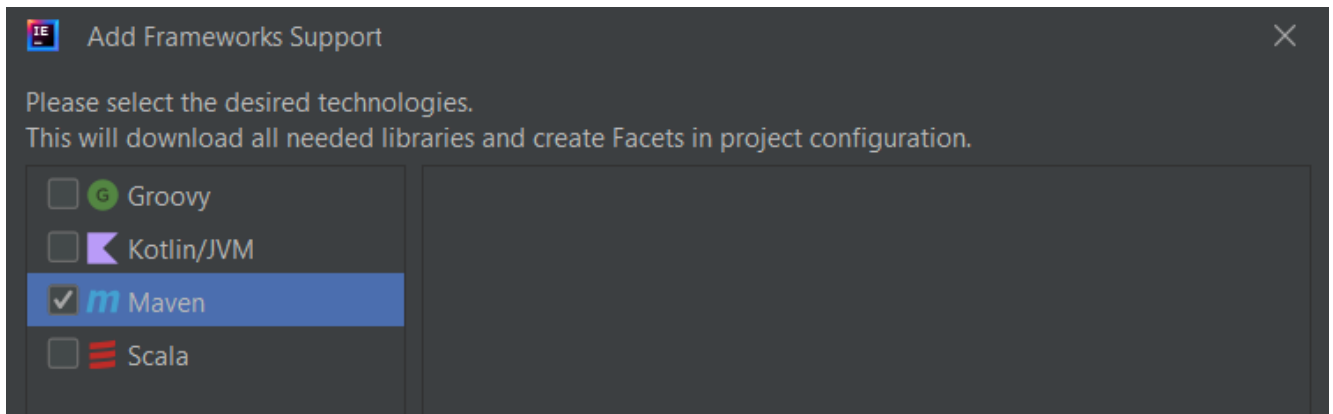 IE
Add Frameworks Support
Please select the desired technologies.
This will download all needed libraries and create Facets in project configuration.
G Groovy
Kotlin/JVM
m Maven
Scala